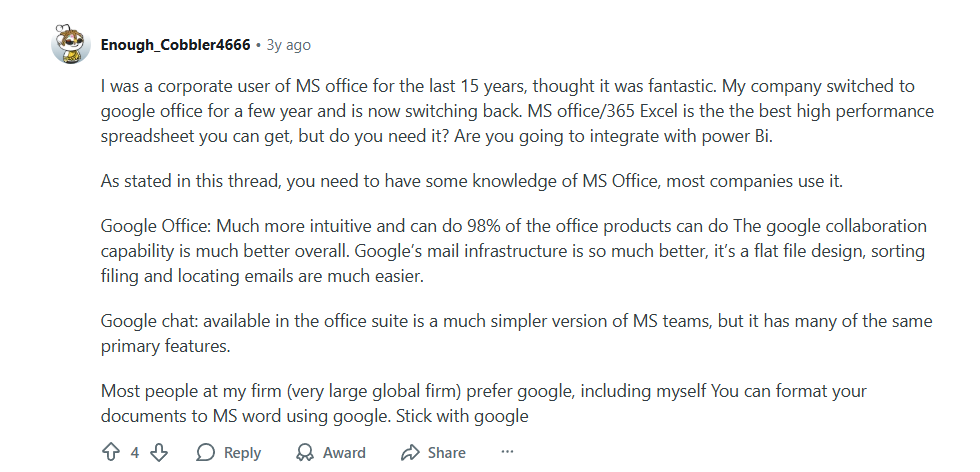 Enough_Cobbler4666 • 3y ago
I was a corporate user of MS office for the last 15 years, thought it was fantastic. My company switched to
google office for a few year and is now switching back. MS office/365 Excel is the the best high performance
spreadsheet you can get, but do you need it? Are you going to integrate with power Bi.
As stated in this thread, you need to have some knowledge of MS Office, most companies use it.
Google Office: Much more intuitive and can do 98% of the office products can do The google collaboration
capability is much better overall. Google’s mail infrastructure is so much better, it’s a flat file design, sorting
filing and locating emails are much easier.
Google chat: available in the office suite is a much simpler version of MS teams, but it has many of the same
primary features.
Most people at my firm (very large global firm) prefer google, including myself You can format your
documents to MS word using google. Stick with google
4 Reply Award Share ···